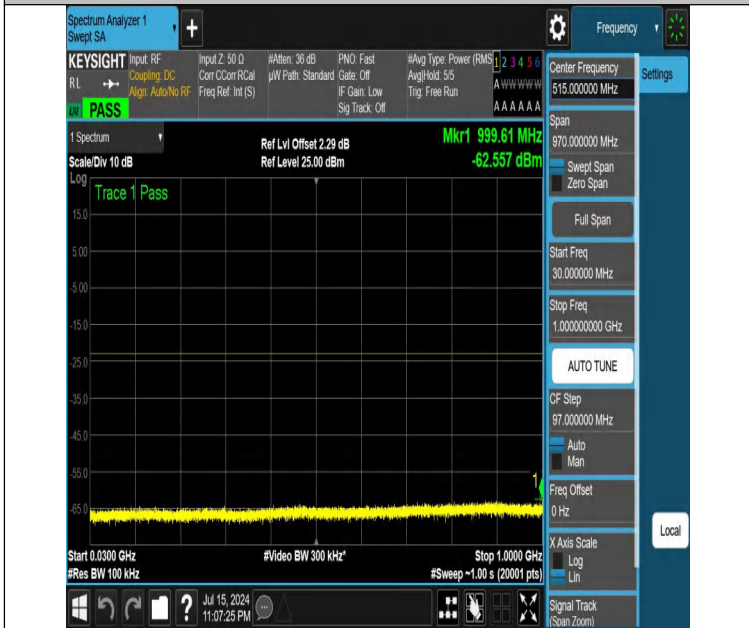 Spectrum Analyzer 1
Swept SA
Frequency
KEYSIGHT
Input: RF
Coupling: DC
Align: Auto/No RF
Input Z: 50 Ω
Corr CCorr RCal
Freq Ref: Int (S)
#Atten: 36 dB
µW Path: Standard
PNO: Fast
Gate: Off
IF Gain: Low
Sig Track: Off
#Avg Type: Power (RMS
Avg|Hold: 5/5
Trig: Free Run
1 2 3 4 5 6
A W W W W W
A A A A A A
RL
PASS
1 Spectrum
Scale/Div 10 dB
Ref Lvl Offset 2.29 dB
Ref Level 25.00 dBm
Mkr1 999.61 MHz
-62.557 dBm
Log
Trace 1 Pass
15.0
5.00
-5.00
-15.0
-25.0
-35.0
-45.0
-55.0
-65.0
1
Start 0.0300 GHz
#Res BW 100 kHz
#Video BW 300 kHz*
Stop 1.0000 GHz
#Sweep ~1.00 s (20001 pts)
Jul 15, 2024
11:07:25 PM
Center Frequency
515.000000 MHz
Settings
Span
970.000000 MHz
Swept Span
Zero Span
Full Span
Start Freq
30.000000 MHz
Stop Freq
1.000000000 GHz
AUTO TUNE
CF Step
97.000000 MHz
Auto
Man
Freq Offset
0 Hz
X Axis Scale
Log
Lin
Local
Signal Track
(Span Zoom)